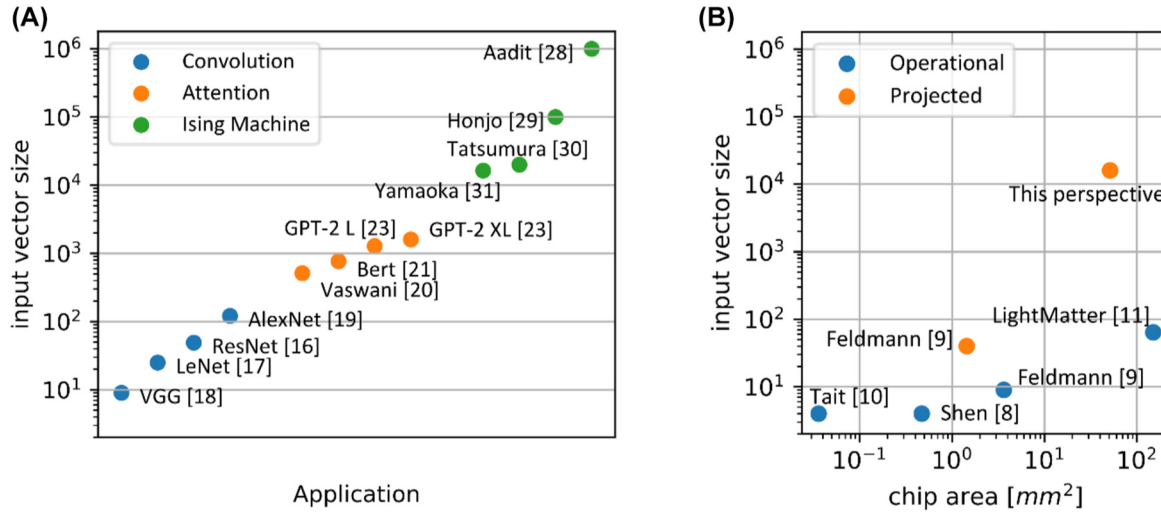 (A)
10^6
10^5
10^4
10^3
10^2
10^1
input vector size
Convolution
Attention
Ising Machine
Aadit [28]
Honjo [29]
Tatsumura [30]
Yamaoka [31]
GPT-2 L [23]
GPT-2 XL [23]
Bert [21]
Vaswani [20]
AlexNet [19]
ResNet [16]
LeNet [17]
VGG [18]
Application
(B)
10^6
10^5
10^4
10^3
10^2
10^1
input vector size
Operational
Projected
This perspective
LightMatter [11]
Feldmann [9]
Feldmann [9]
Tait [10]
Shen [8]
10^−1 10^0 10^1 10^2
chip area [mm^2]